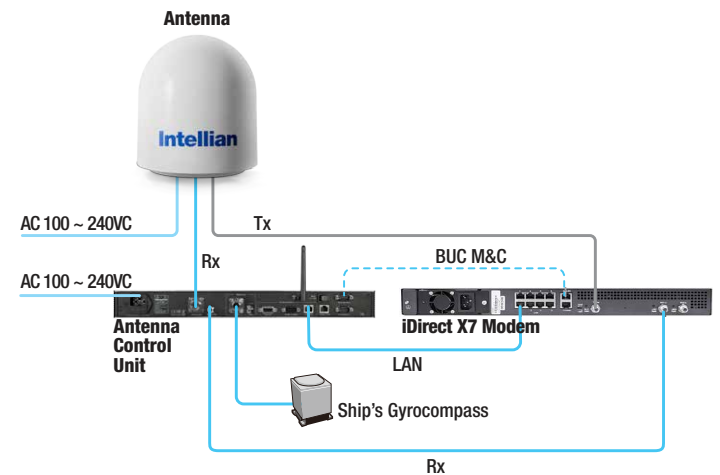 Antenna
Intellian
AC 100 ~ 240VC
Tx
Rx
BUC M&C
AC 100 ~ 240VC
Antenna
Control
Unit
iDirect X7 Modem
LAN
Ship's Gyrocompass
Rx